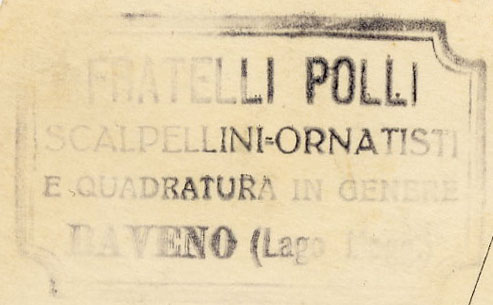 FRATELLI POLLI
SCALPELLINI=ORNATISTI
E QUADRATURA IN GENERE
BAVENO (Lago